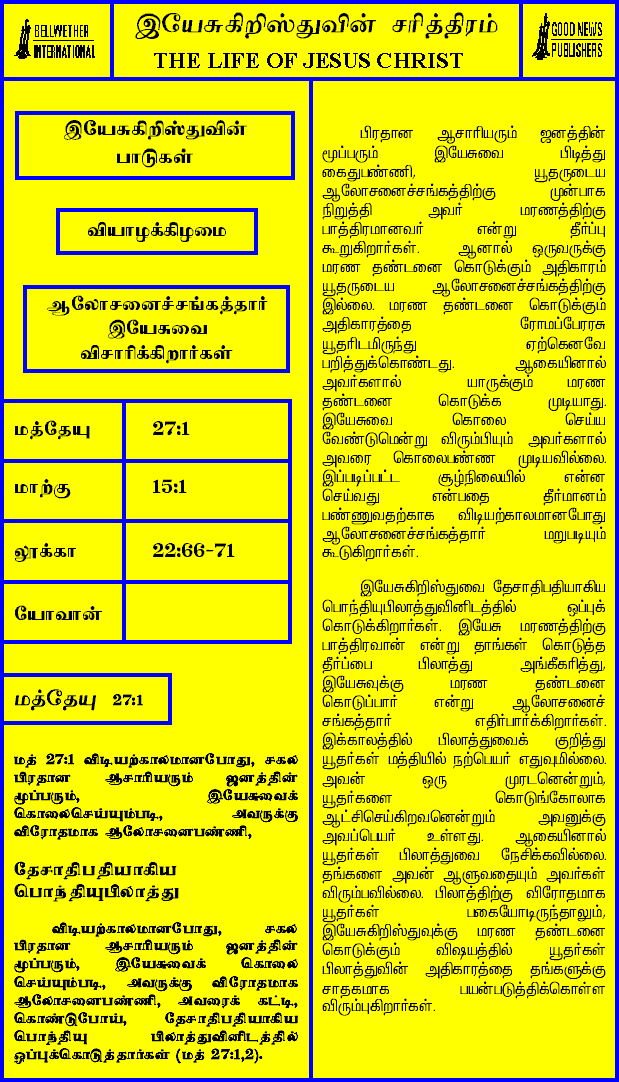 BELLWETHER
INTERNATIONAL
இயேசுகிறிஸ்துவின் சரித்திரம்
THE LIFE OF JESUS CHRIST
GOOD NEWS
PUBLISHERS
இயேசுகிறிஸ்துவின்
பாடுகள்
வியாழக்கிழமை
ஆலோசனைச்சங்கத்தார்
இயேசுவை
விசாரிக்கிறார்கள்
மத்தேயு 27:1
மாற்கு 15:1
லூக்கா 22:66-71
யோவான்
மத்தேயு 27:1
மத் 27:1 விடியற்காலமானபோது, சகல
பிரதான ஆசாரியரும் ஜனத்தின்
மூப்பரும், இயேசுவைக்
கொலைசெய்யும்படி, அவருக்கு
விரோதமாக ஆலோசனைபண்ணி,
தேசாதிபதியாகிய
பொந்தியுபிலாத்து
விடியற்காலமானபோது, சகல
பிரதான ஆசாரியரும் ஜனத்தின்
மூப்பரும், இயேசுவைக் கொலை
செய்யும்படி, அவருக்கு விரோதமாக
ஆலோசனைபண்ணி, அவரைக் கட்டி,
கொண்டுபோய், தேசாதிபதியாகிய
பொந்தியு பிலாத்துவினிடத்தில்
ஒப்புக்கொடுத்தார்கள் (மத் 27:1,2).
பிரதான ஆசாரியரும் ஜனத்தின்
மூப்பரும் இயேசுவை பிடித்து
கைதுபண்ணி, யூதருடைய
ஆலோசனைச்சங்கத்திற்கு முன்பாக
நிறுத்தி அவர் மரணத்திற்கு
பாத்திரமானவர் என்று தீர்ப்பு
கூறுகிறார்கள். ஆனால் ஒருவருக்கு
மரண தண்டனை கொடுக்கும் அதிகாரம்
யூதருடைய ஆலோசனைச்சங்கத்திற்கு
இல்லை. மரண தண்டனை கொடுக்கும்
அதிகாரத்தை ரோமப்பேரரசு
யூதரிடமிருந்து ஏற்கெனவே
பறித்துக்கொண்டது. ஆகையினால்
அவர்களால் யாருக்கும் மரண
தண்டனை கொடுக்க முடியாது.
இயேசுவை கொலை செய்ய
வேண்டுமென்று விரும்பியும் அவர்களால்
அவரை கொலைபண்ண முடியவில்லை.
இப்படிப்பட்ட சூழ்நிலையில் என்ன
செய்வது என்பதை தீர்மானம்
பண்ணுவதற்காக விடியற்காலமானபோது
ஆலோசனைச்சங்கத்தார் மறுபடியும்
கூடுகிறார்கள்.
இயேசுகிறிஸ்துவை தேசாதிபதியாகிய
பொந்தியுபிலாத்துவினிடத்தில் ஒப்புக்
கொடுக்கிறார்கள். இயேசு மரணத்திற்கு
பாத்திரவான் என்று தாங்கள் கொடுத்த
தீர்ப்பை பிலாத்து அங்கீகரித்து,
இயேசுவுக்கு மரண தண்டனை
கொடுப்பார் என்று ஆலோசனைச்
சங்கத்தார் எதிர்பார்க்கிறார்கள்.
இக்காலத்தில் பிலாத்துவைக் குறித்து
யூதர்கள் மத்தியில் நற்பெயர் எதுவுமில்லை.
அவன் ஒரு முரடனென்றும்,
யூதர்களை கொடுங்கோலாக
ஆட்சிசெய்கிறவனென்றும் அவனுக்கு
அவப்பெயர் உள்ளது. ஆகையினால்
யூதர்கள் பிலாத்துவை நேசிக்கவில்லை.
தங்களை அவன் ஆளுவதையும் அவர்கள்
விரும்பவில்லை. பிலாத்திற்கு விரோதமாக
யூதர்கள் பகையோடிருந்தாலும்,
இயேசுகிறிஸ்துவுக்கு மரண தண்டனை
கொடுக்கும் விஷயத்தில் யூதர்கள்
பிலாத்துவின் அதிகாரத்தை தங்களுக்கு
சாதகமாக பயன்படுத்திக்கொள்ள
விரும்புகிறார்கள்.